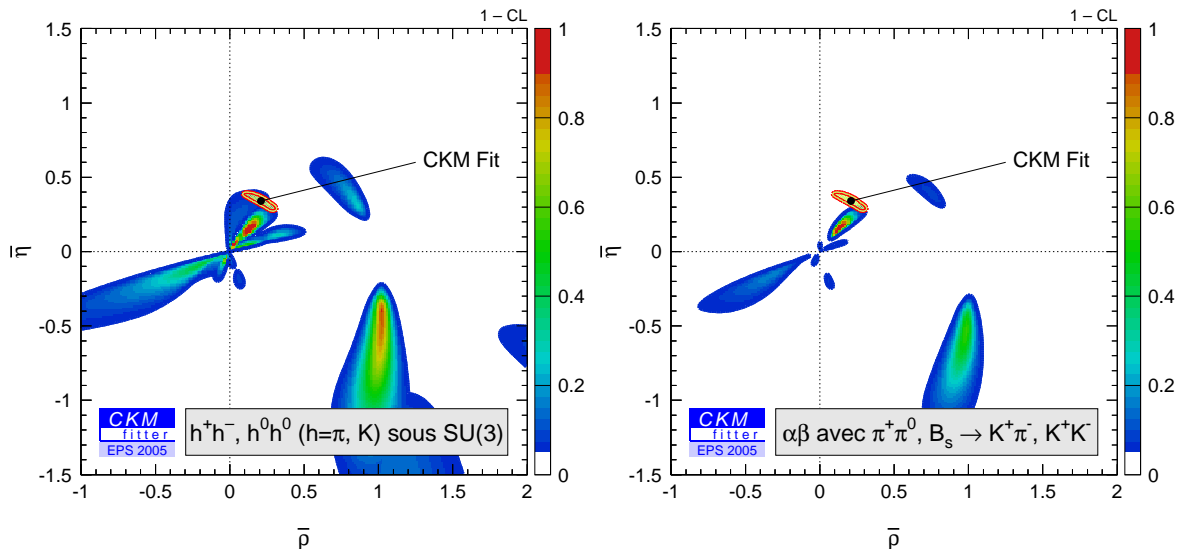 1 – CL
1.5
1
0.5
0
-0.5
-1
-1.5
-1
-0.5
0
0.5
1
1.5
2
η̅
ρ̅
1
0.8
0.6
0.4
0.2
0
CKM Fit
CKM
fitter
EPS 2005
h⁺h⁻, h⁰h⁰ (h=π, K) sous SU(3)
1 – CL
1.5
1
0.5
0
-0.5
-1
-1.5
-1
-0.5
0
0.5
1
1.5
2
η̅
ρ̅
1
0.8
0.6
0.4
0.2
0
CKM Fit
CKM
fitter
EPS 2005
αβ avec π⁺π⁰, Bₛ → K⁺π⁻, K⁺K⁻